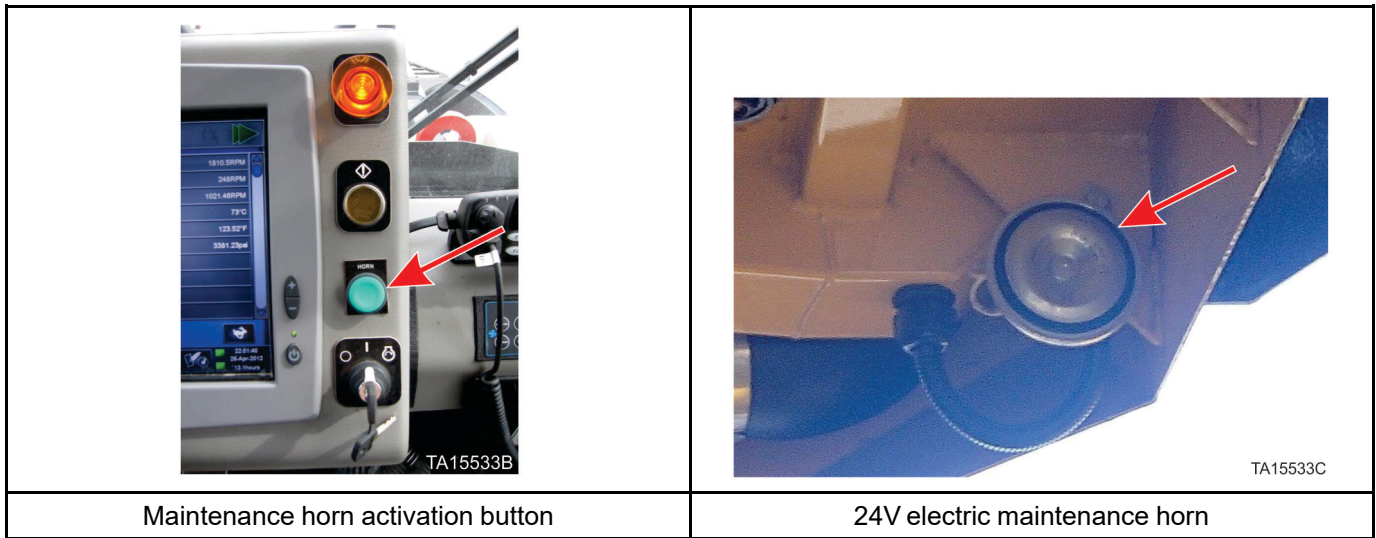 1810.5RPM
248RPM
1021.46RPM
73°C
123.52°F
3381.23psi
HORN
22:01:40
26-Apr-2012
TA15533B
TA15533C
Maintenance horn activation button
24V electric maintenance horn